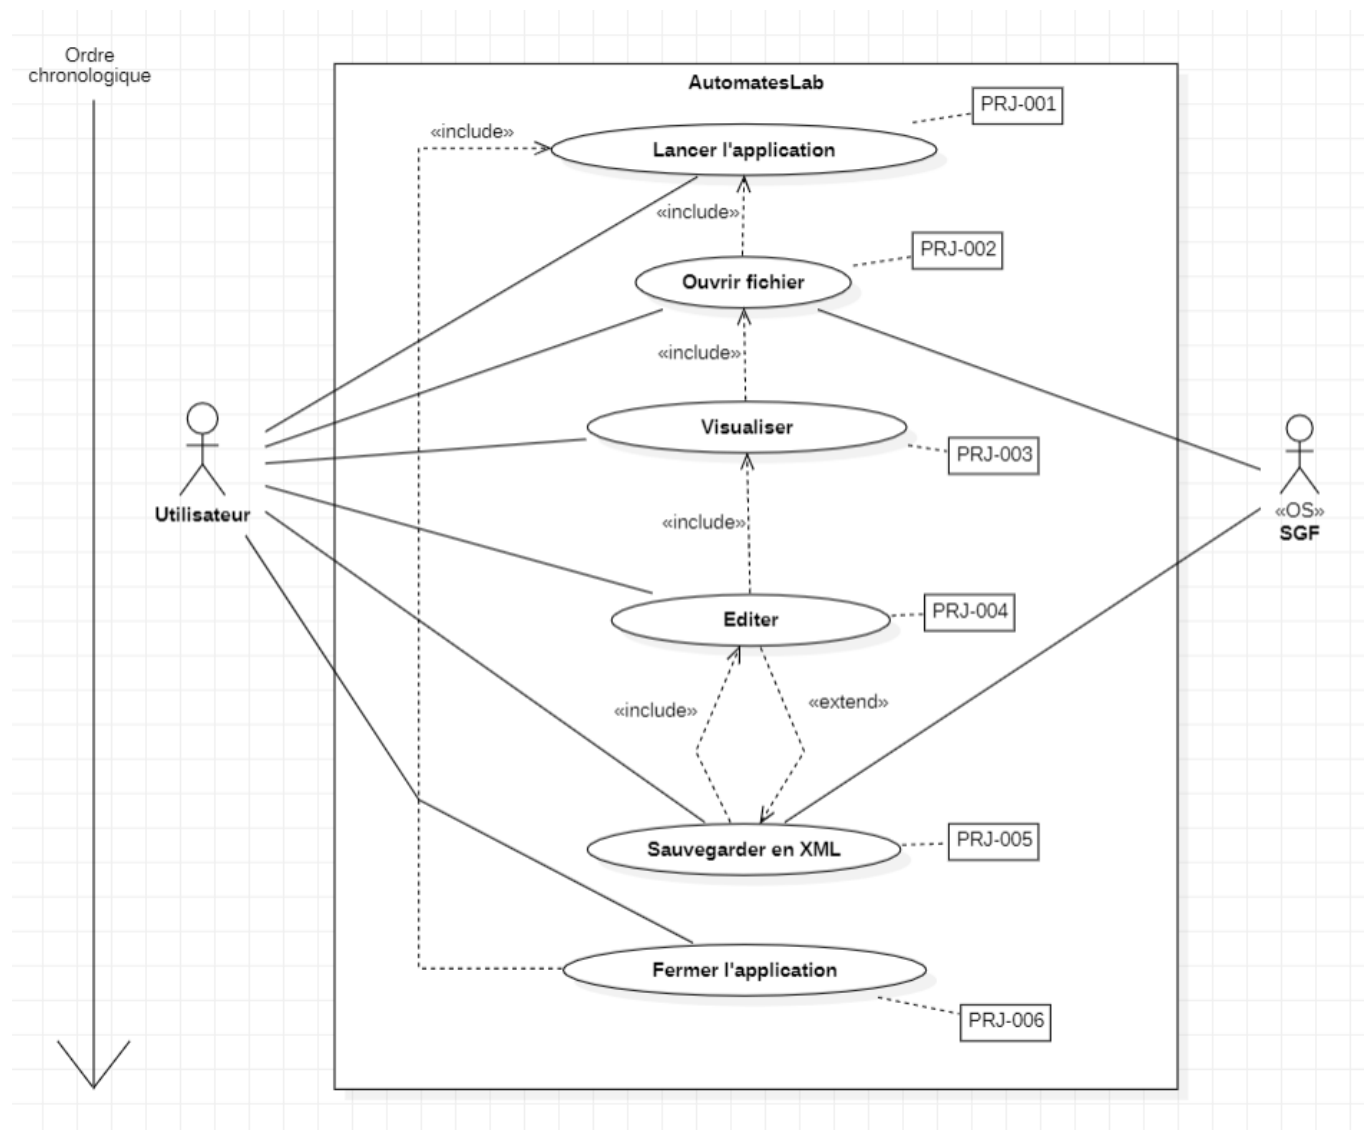 Ordre
chronologique
AutomatesLab
PRJ-001
«include»
Lancer l'application
«include»
PRJ-002
Ouvrir fichier
«include»
Visualiser
PRJ-003
Utilisateur
«OS»
SGF
«include»
PRJ-004
Editer
«include»
«extend»
PRJ-005
Sauvegarder en XML
Fermer l'application
PRJ-006